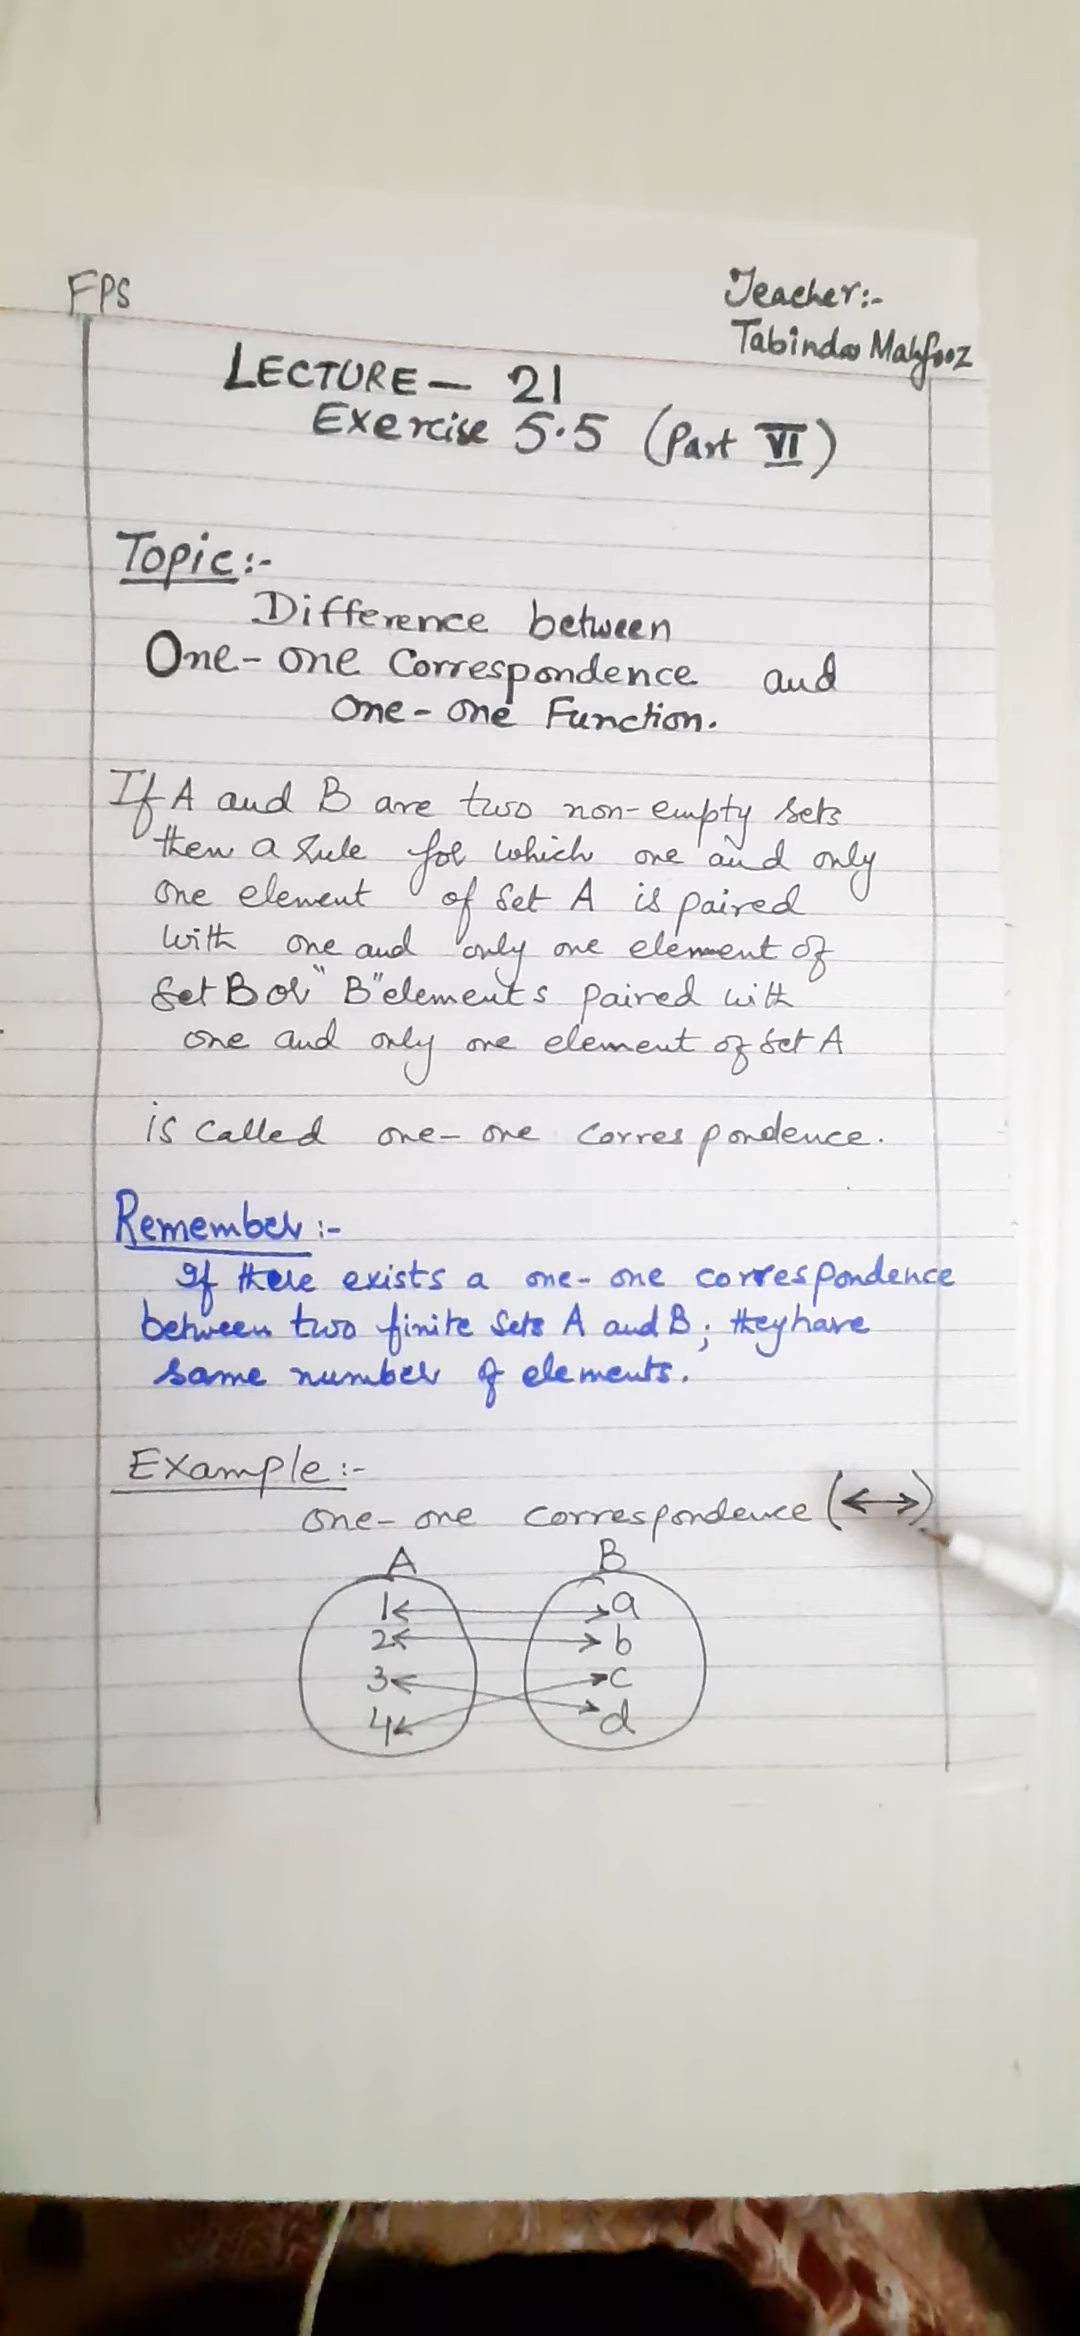 FPS
Teacher:-
Tabinda Mahfooz
LECTURE - 21
Exercise 5.5 (Part VI)
Topic:-
Difference between
One-one Correspondence and
one-one Function.
If A and B are two non-empty sets
then a rule for which one and only
one element of set A is paired
with one and only one element of
set B or "B" elements paired with
one and only one element of set A
is called one-one correspondence.
Remember:-
If there exists a one-one correspondence
between two finite sets A and B; they have
same number of elements.
Example:-
one-one correspondence (↔)
A B
1 a
2 b
3 c
4 d